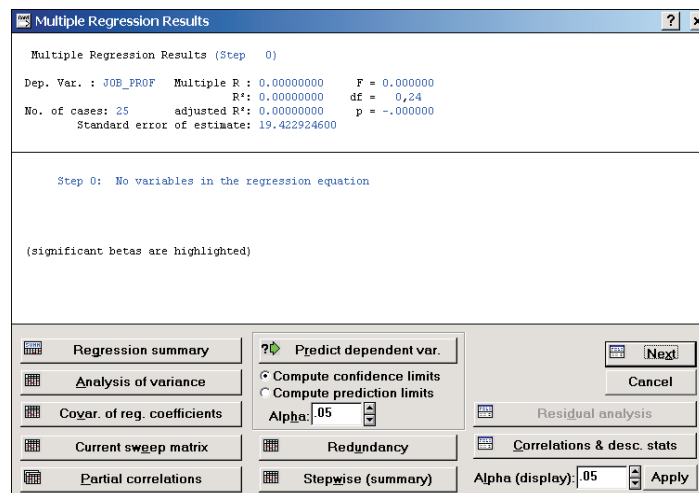 Multiple Regression Results
Multiple Regression Results (Step 0)
Dep. Var. : JOB_PROF Multiple R : 0.00000000 F = 0.000000
R²: 0.00000000 df = 0,24
No. of cases: 25 adjusted R²: 0.00000000 p = -.000000
Standard error of estimate: 19.422924600
Step 0: No variables in the regression equation
(significant betas are highlighted)
Regression summary
Analysis of variance
Covar. of reg. coefficients
Current sweep matrix
Partial correlations
Predict dependent var.
Compute confidence limits
Compute prediction limits
Alpha: .05
Redundancy
Stepwise (summary)
Next
Cancel
Residual analysis
Correlations & desc. stats
Alpha (display): .05 Apply